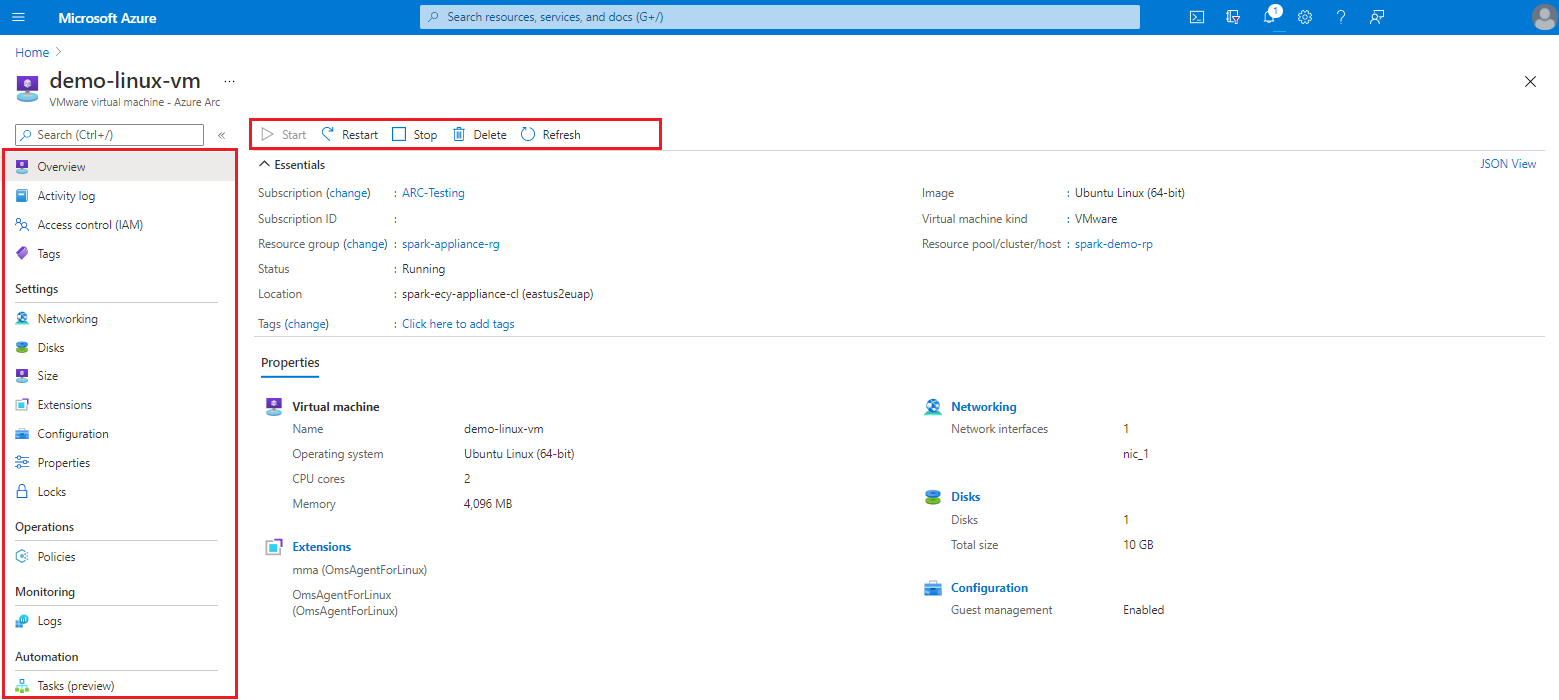 Microsoft Azure
Search resources, services, and docs (G+/)
1
Home
demo-linux-vm ...
VMware virtual machine - Azure Arc
Search (Ctrl+/)
«
Overview
Activity log
Access control (IAM)
Tags
Settings
Networking
Disks
Size
Extensions
Configuration
Properties
Locks
Operations
Policies
Monitoring
Logs
Automation
Tasks (preview)
Start Restart Stop Delete Refresh
Essentials
JSON View
Subscription (change) : ARC-Testing
Subscription ID :
Resource group (change) : spark-appliance-rg
Status : Running
Location : spark-ecy-appliance-cl (eastus2euap)
Tags (change) : Click here to add tags
Image : Ubuntu Linux (64-bit)
Virtual machine kind : VMware
Resource pool/cluster/host : spark-demo-rp
Properties
Virtual machine
Name demo-linux-vm
Operating system Ubuntu Linux (64-bit)
CPU cores 2
Memory 4,096 MB
Extensions
mma (OmsAgentForLinux)
OmsAgentForLinux
(OmsAgentForLinux)
Networking
Network interfaces 1
nic_1
Disks
Disks 1
Total size 10 GB
Configuration
Guest management Enabled